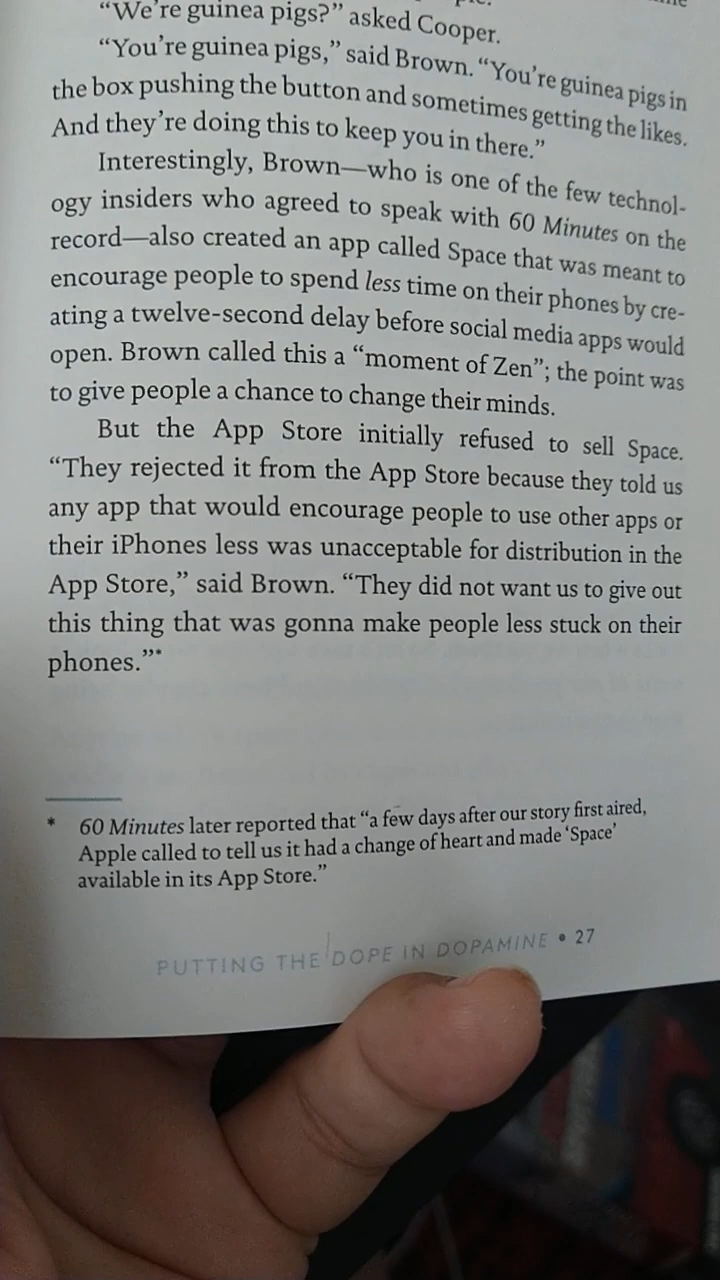 “We’re guinea pigs?” asked Cooper.
“You’re guinea pigs,” said Brown. “You’re guinea pigs in
the box pushing the button and sometimes getting the likes.
And they’re doing this to keep you in there.”
Interestingly, Brown—who is one of the few technol-
ogy insiders who agreed to speak with 60 Minutes on the
record—also created an app called Space that was meant to
encourage people to spend less time on their phones by cre-
ating a twelve-second delay before social media apps would
open. Brown called this a “moment of Zen”; the point was
to give people a chance to change their minds.
But the App Store initially refused to sell Space.
“They rejected it from the App Store because they told us
any app that would encourage people to use other apps or
their iPhones less was unacceptable for distribution in the
App Store,” said Brown. “They did not want us to give out
this thing that was gonna make people less stuck on their
phones.”*
* 60 Minutes later reported that “a few days after our story first aired,
Apple called to tell us it had a change of heart and made ‘Space’
available in its App Store.”
PUTTING THE DOPE IN DOPAMINE • 27